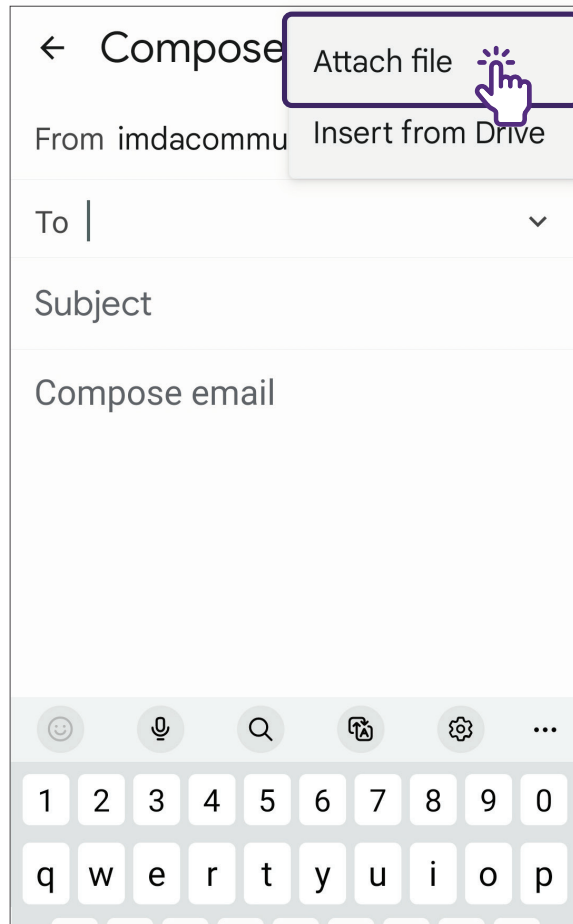 Compose
Attach file
From imdacommu
Insert from Drive
To
Subject
Compose email
1 2 3 4 5 6 7 8 9 0
q w e r t y u i o p